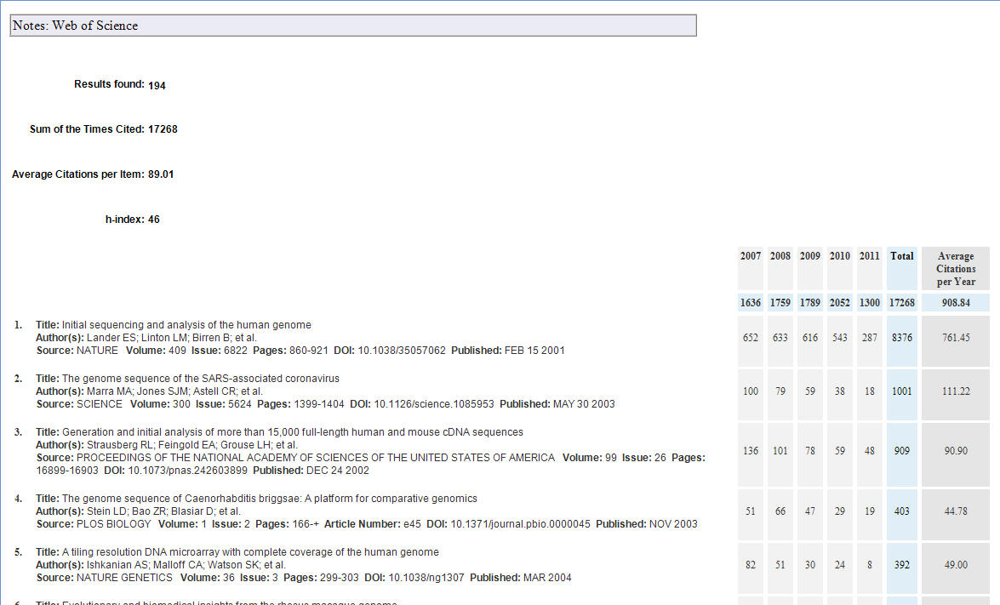 Notes: Web of Science
Results found: 194
Sum of the Times Cited: 17268
Average Citations per Item: 89.01
h-index: 46
2007 2008 2009 2010 2011 Total Average
Citations
per Year
1636 1759 1789 2052 1300 17268 908.84
1. Title: Initial sequencing and analysis of the human genome
Author(s): Lander ES; Linton LM; Birren B; et al.
Source: NATURE Volume: 409 Issue: 6822 Pages: 860-921 DOI: 10.1038/35057062 Published: FEB 15 2001
652 633 616 543 287 8376 761.45
2. Title: The genome sequence of the SARS-associated coronavirus
Author(s): Marra MA; Jones SJM; Astell CR; et al.
Source: SCIENCE Volume: 300 Issue: 5624 Pages: 1399-1404 DOI: 10.1126/science.1085953 Published: MAY 30 2003
100 79 59 38 18 1001 111.22
3. Title: Generation and initial analysis of more than 15,000 full-length human and mouse cDNA sequences
Author(s): Strausberg RL; Feingold EA; Grouse LH; et al.
Source: PROCEEDINGS OF THE NATIONAL ACADEMY OF SCIENCES OF THE UNITED STATES OF AMERICA Volume: 99 Issue: 26 Pages:
16899-16903 DOI: 10.1073/pnas.242603899 Published: DEC 24 2002
136 101 78 59 48 909 90.90
4. Title: The genome sequence of Caenorhabditis briggsae: A platform for comparative genomics
Author(s): Stein LD; Bao ZR; Blasiar D; et al.
Source: PLOS BIOLOGY Volume: 1 Issue: 2 Pages: 166-+ Article Number: e45 DOI: 10.1371/journal.pbio.0000045 Published: NOV 2003
51 66 47 29 19 403 44.78
5. Title: A tiling resolution DNA microarray with complete coverage of the human genome
Author(s): Ishkanian AS; Malloff CA; Watson SK; et al.
Source: NATURE GENETICS Volume: 36 Issue: 3 Pages: 299-303 DOI: 10.1038/ng1307 Published: MAR 2004
82 51 30 24 8 392 49.00
6. Title: Evolutionary and biomedical insights from the rhesus macaque genome